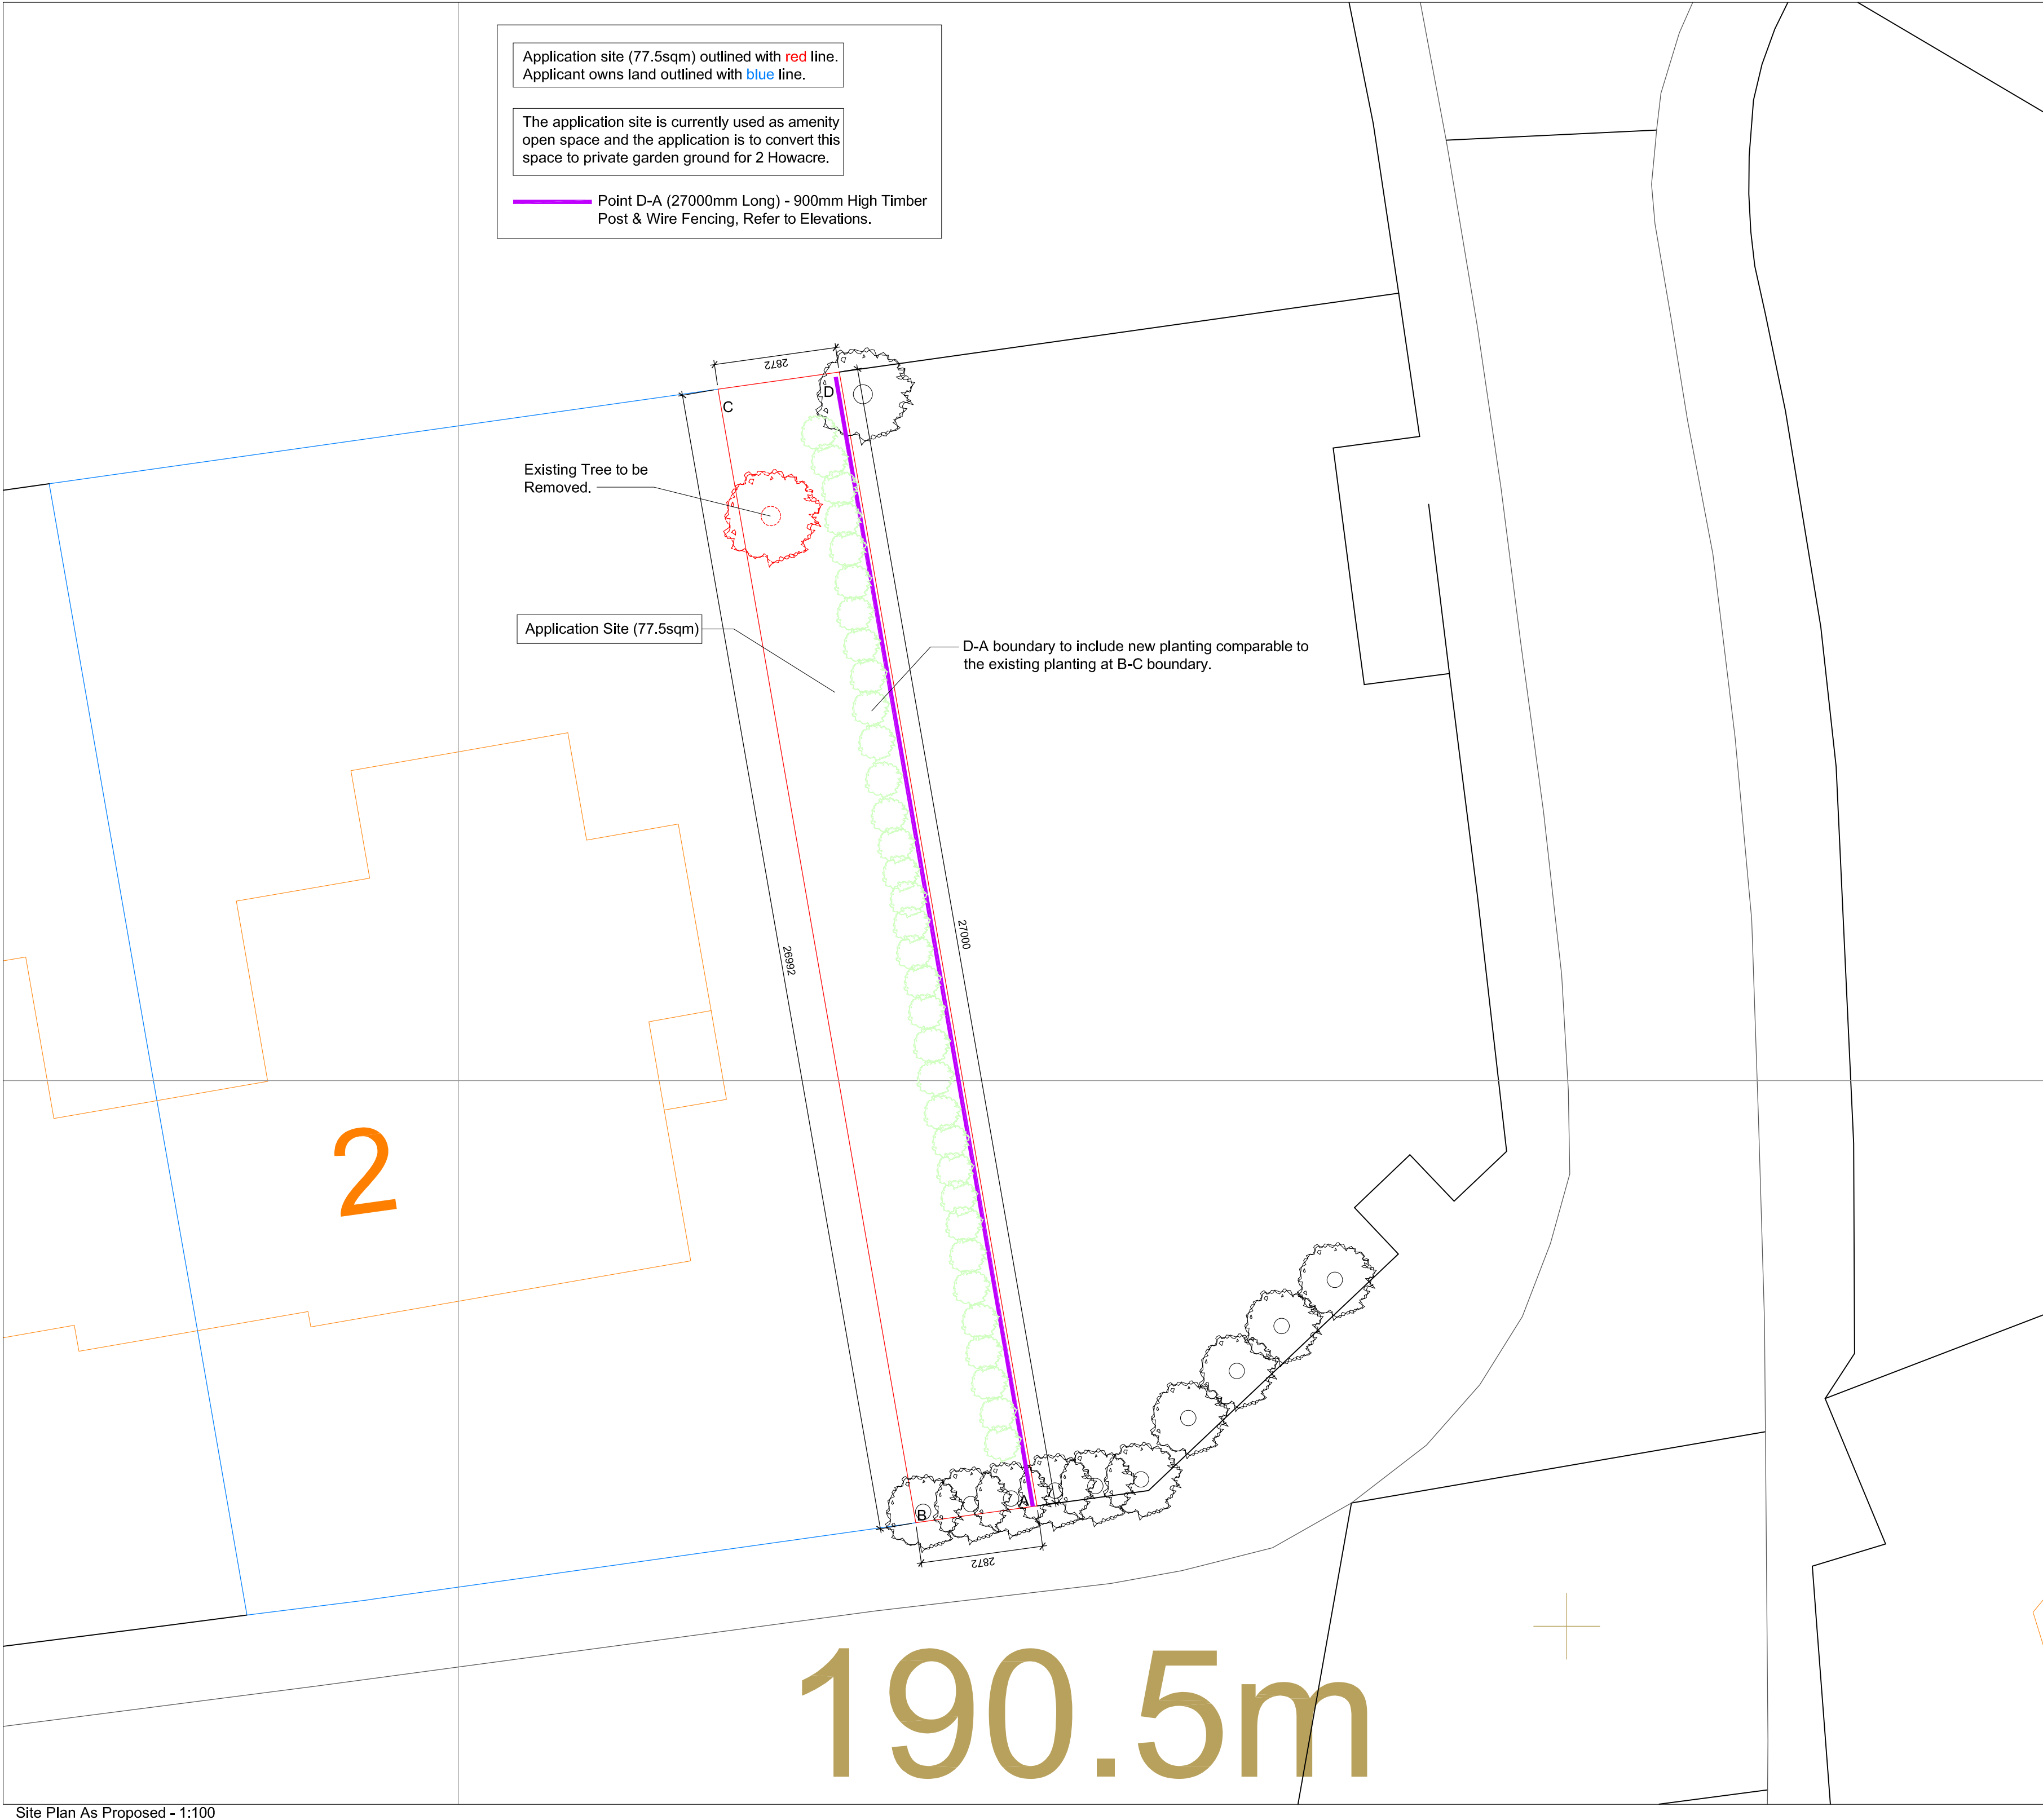 Application site (77.5sqm) outlined with red line.
Applicant owns land outlined with blue line.
The application site is currently used as amenity
open space and the application is to convert this
space to private garden ground for 2 Howacre.
Point D-A (27000mm Long) - 900mm High Timber
Post & Wire Fencing, Refer to Elevations.
2872
D
C
Existing Tree to be
Removed.
Application Site (77.5sqm)
D-A boundary to include new planting comparable to
the existing planting at B-C boundary.
27000
26992
2
A
B
2872
190.5m
Site Plan As Proposed - 1:100